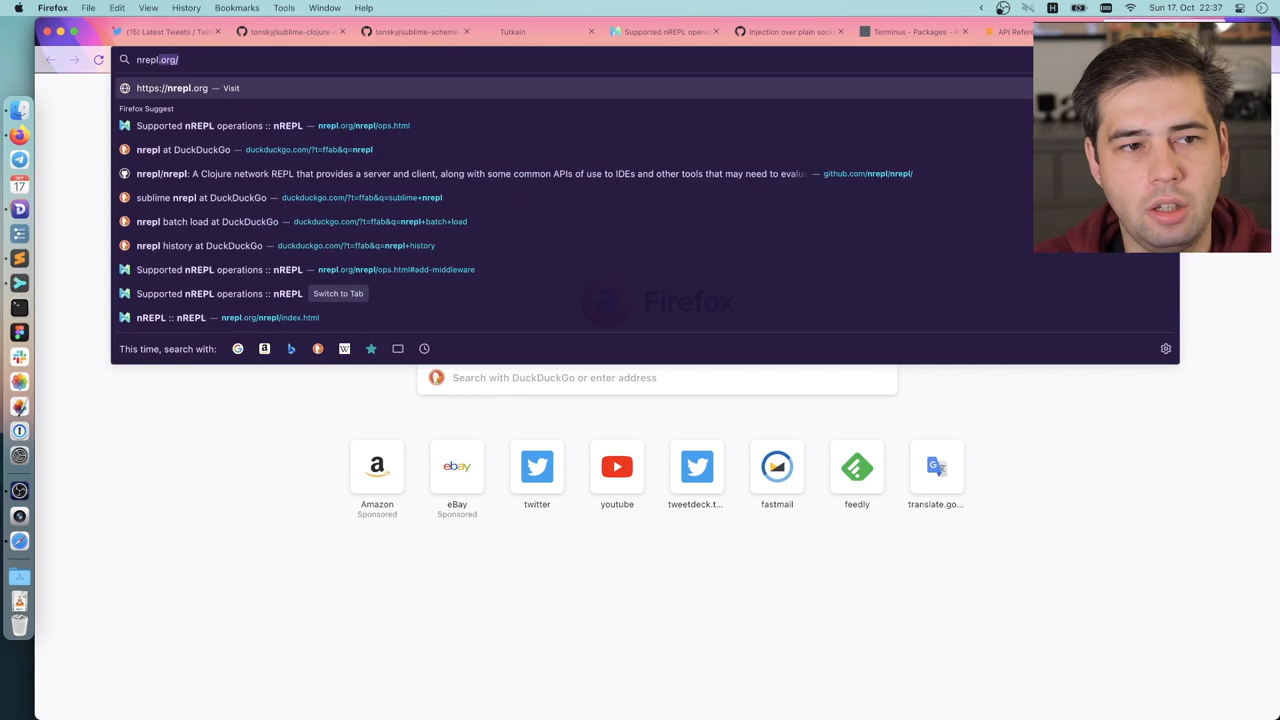 Firefox File Edit View History Bookmarks Tools Window Help
Sun 17. Oct 22:37
(15) Latest Tweets / Twitt
tonsky/sublime-clojure-r
tonsky/sublime-scheme
Tutkain
Supported nREPL operati
Injection over plain socke
Terminus - Packages - P
API Refere
nrepl.org/
https://nrepl.org — Visit
Firefox Suggest
Supported nREPL operations :: nREPL — nrepl.org/nrepl/ops.html
nrepl at DuckDuckGo — duckduckgo.com/?t=ffab&q=nrepl
nrepl/nrepl: A Clojure network REPL that provides a server and client, along with some common APIs of use to IDEs and other tools that may need to evalu — github.com/nrepl/nrepl/
sublime nrepl at DuckDuckGo — duckduckgo.com/?t=ffab&q=sublime+nrepl
nrepl batch load at DuckDuckGo — duckduckgo.com/?t=ffab&q=nrepl+batch+load
nrepl history at DuckDuckGo — duckduckgo.com/?t=ffab&q=nrepl+history
Supported nREPL operations :: nREPL — nrepl.org/nrepl/ops.html#add-middleware
Supported nREPL operations :: nREPL Switch to Tab
nREPL :: nREPL — nrepl.org/nrepl/index.html
Firefox
This time, search with:
Search with DuckDuckGo or enter address
Amazon
Sponsored
eBay
Sponsored
twitter
youtube
tweetdeck.t...
fastmail
feedly
translate.go...